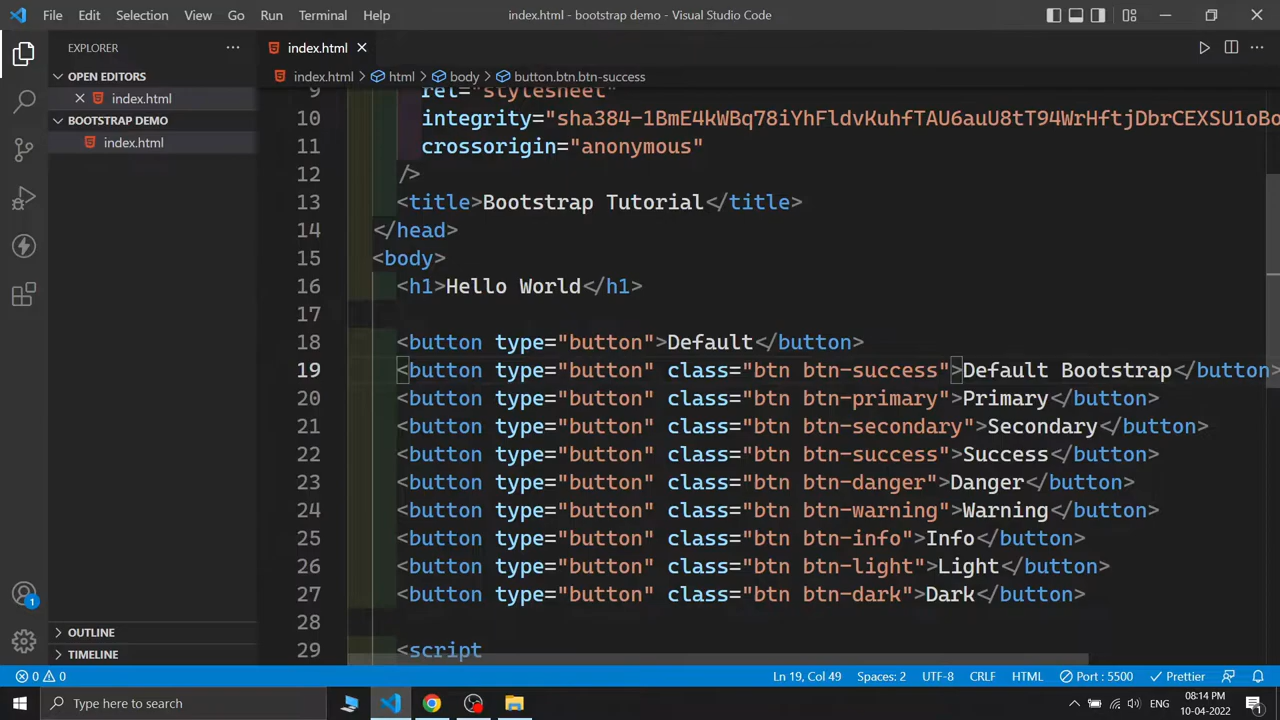 File Edit Selection View Go Run Terminal Help index.html - bootstrap demo - Visual Studio Code
EXPLORER
index.html
OPEN EDITORS
index.html > html > body > button.btn.btn-success
index.html
BOOTSTRAP DEMO
index.html
9 rel="stylesheet"
10 integrity="sha384-1BmE4kWBq78iYhFldvKuhfTAU6auU8tT94WrHftjDbrCEXSU1oBo
11 crossorigin="anonymous"
12 />
13 <title>Bootstrap Tutorial</title>
14 </head>
15 <body>
16 <h1>Hello World</h1>
17
18 <button type="button">Default</button>
19 <button type="button" class="btn btn-success">Default Bootstrap</button>
20 <button type="button" class="btn btn-primary">Primary</button>
21 <button type="button" class="btn btn-secondary">Secondary</button>
22 <button type="button" class="btn btn-success">Success</button>
23 <button type="button" class="btn btn-danger">Danger</button>
24 <button type="button" class="btn btn-warning">Warning</button>
25 <button type="button" class="btn btn-info">Info</button>
26 <button type="button" class="btn btn-light">Light</button>
27 <button type="button" class="btn btn-dark">Dark</button>
28
29 <script
1
OUTLINE
TIMELINE
0 0 Ln 19, Col 49 Spaces: 2 UTF-8 CRLF HTML Port : 5500 Prettier
Type here to search
ENG
08:14 PM
10-04-2022
1